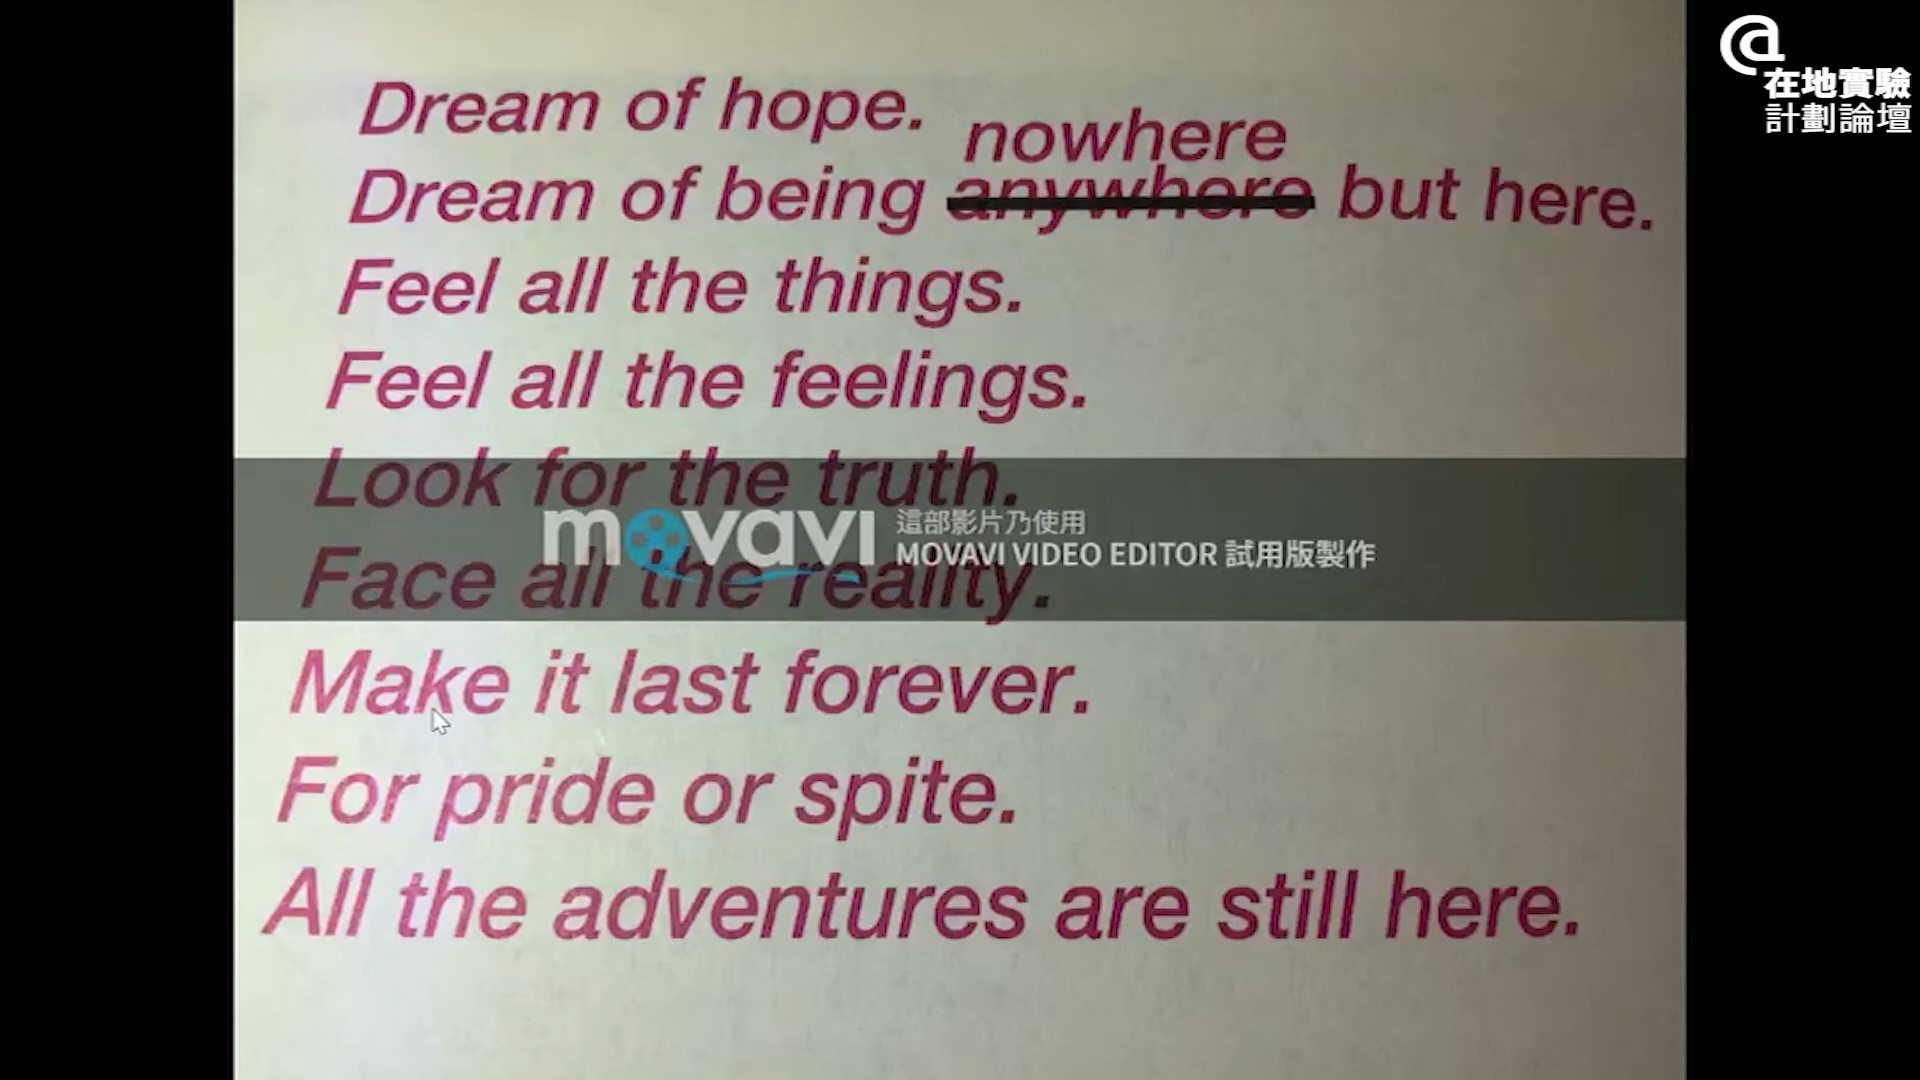 Dream of hope.
nowhere
Dream of being anywhere but here.
Feel all the things.
Feel all the feelings.
Look for the truth.
Face all the reality.
Make it last forever.
For pride or spite.
All the adventures are still here.
movavi
這部影片乃使用
MOVAVI VIDEO EDITOR 試用版製作
@
在地實驗
計劃論壇